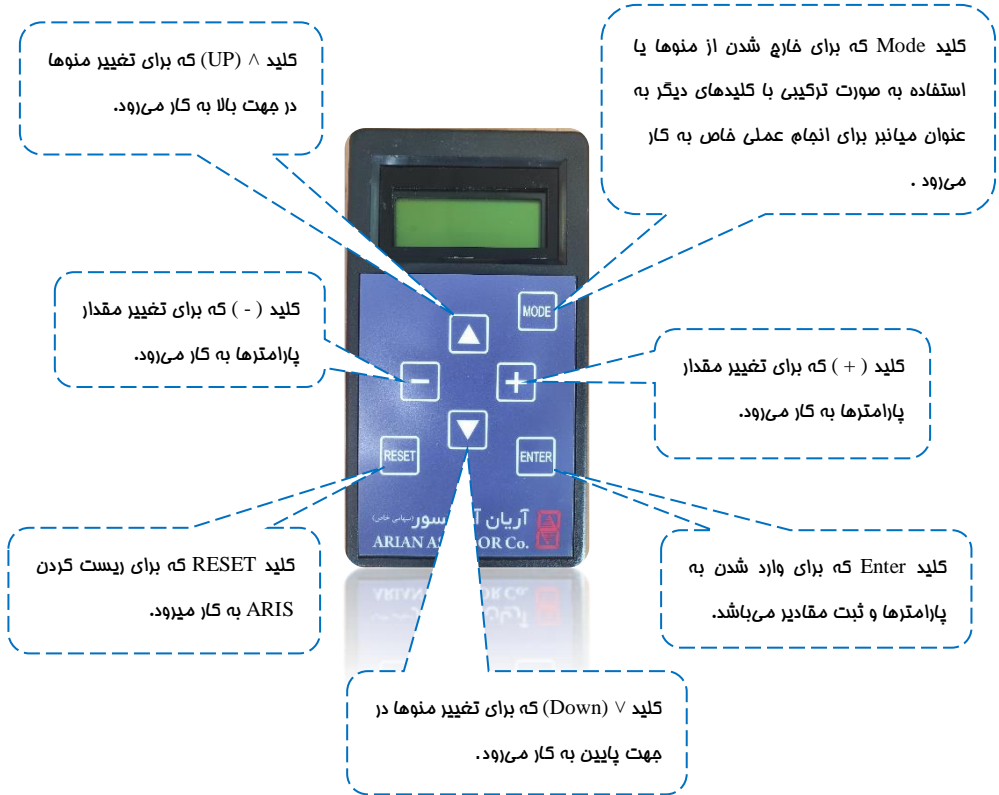 کلید Mode که برای خارج شدن از منوها یا
استفاده به صورت ترکیبی با کلیدهای دیگر به
عنوان میانبر برای انجام عملی خاص به کار
می‌رود .
کلید ˄ (UP) که برای تغییر منوها
در جهت بالا به کار می‌رود.
کلید ( - ) که برای تغییر مقدار
پارامترها به کار می‌رود.
کلید ( + ) که برای تغییر مقدار
پارامترها به کار می‌رود.
MODE
RESET
ENTER
آریان آ سور (سهامی خاص)
ARIAN A OR Co.
کلید RESET که برای ریست کردن
ARIS به کار میرود.
کلید Enter که برای وارد شدن به
پارامترها و ثبت مقادیر می‌باشد.
کلید ˅ (Down) که برای تغییر منوها در
جهت پایین به کار می‌رود.